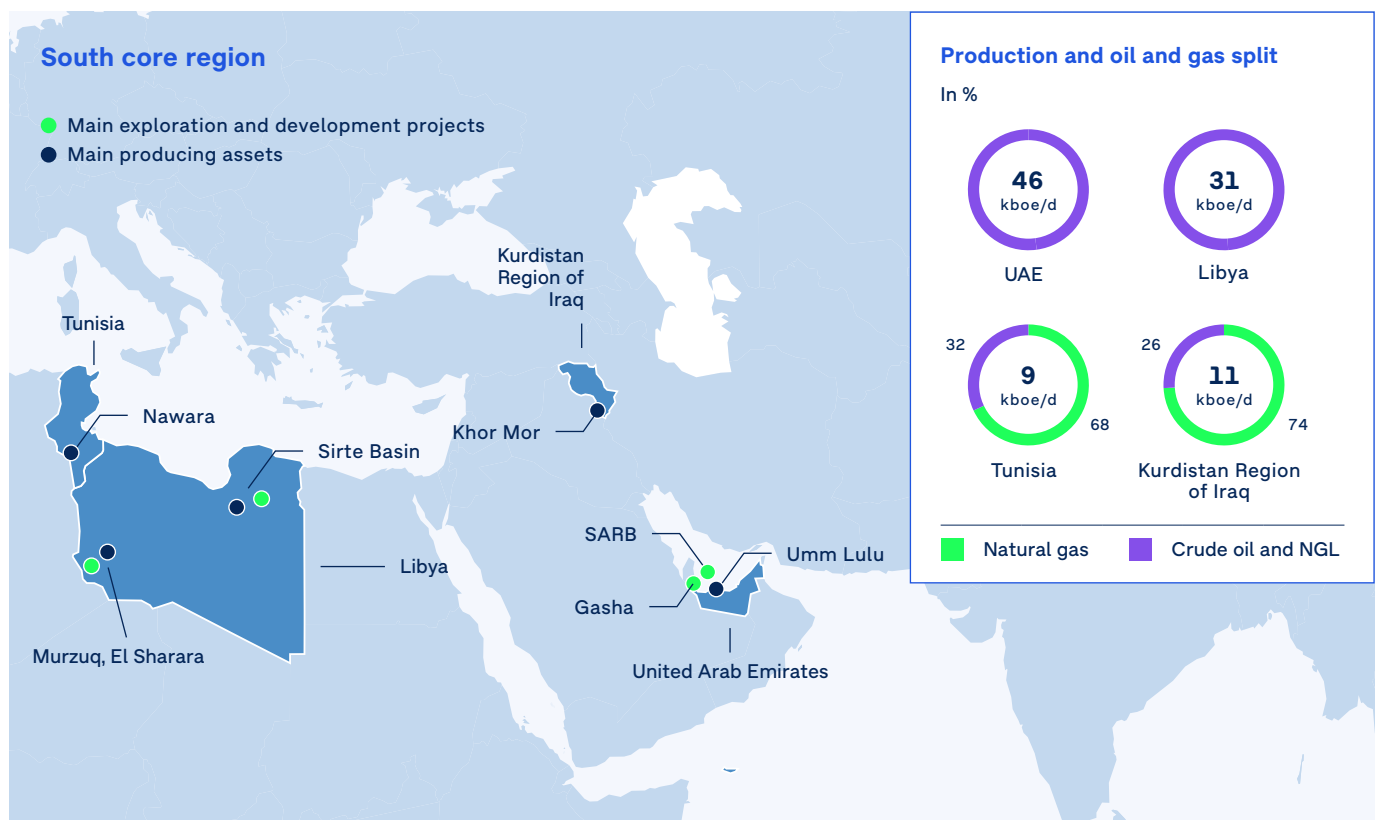 South core region
Main exploration and development projects
Main producing assets
Kurdistan
Region of
Iraq
Tunisia
Nawara
Khor Mor
Sirte Basin
SARB
Umm Lulu
Libya
Gasha
Murzuq, El Sharara
United Arab Emirates
Production and oil and gas split
In %
46
kboe/d
UAE
31
kboe/d
Libya
32
9
kboe/d
68
Tunisia
26
11
kboe/d
74
Kurdistan Region
of Iraq
Natural gas
Crude oil and NGL